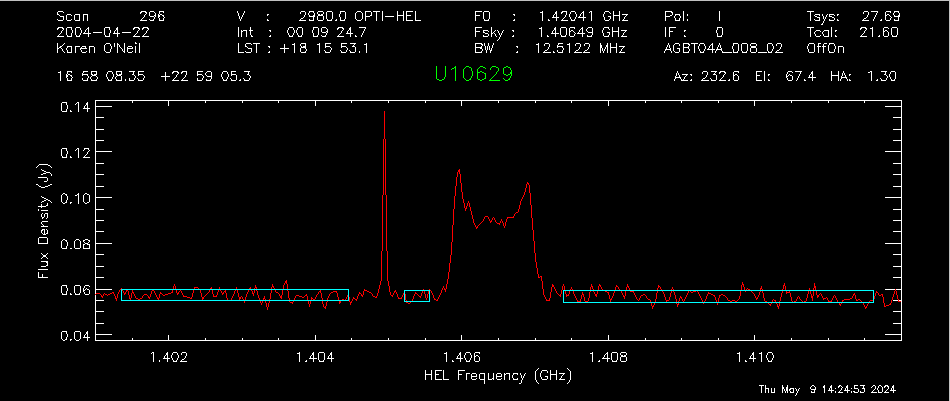 Scan 296 V : 2980.0 OPTI-HEL F0 : 1.42041 GHz Pol: I Tsys: 27.69
2004-04-22 Int : 00 09 24.7 Fsky : 1.40649 GHz IF : 0 Tcal: 21.60
Karen O'Neil LST : +18 15 53.1 BW : 12.5122 MHz AGBT04A_008_02 OffOn
16 58 08.35 +22 59 05.3 U10629 Az: 232.6 El: 67.4 HA: 1.30
0.14
0.12
0.10
0.08
0.06
0.04
Flux Density (Jy)
1.402 1.404 1.406 1.408 1.410
HEL Frequency (GHz)
Thu May 9 14:24:53 2024